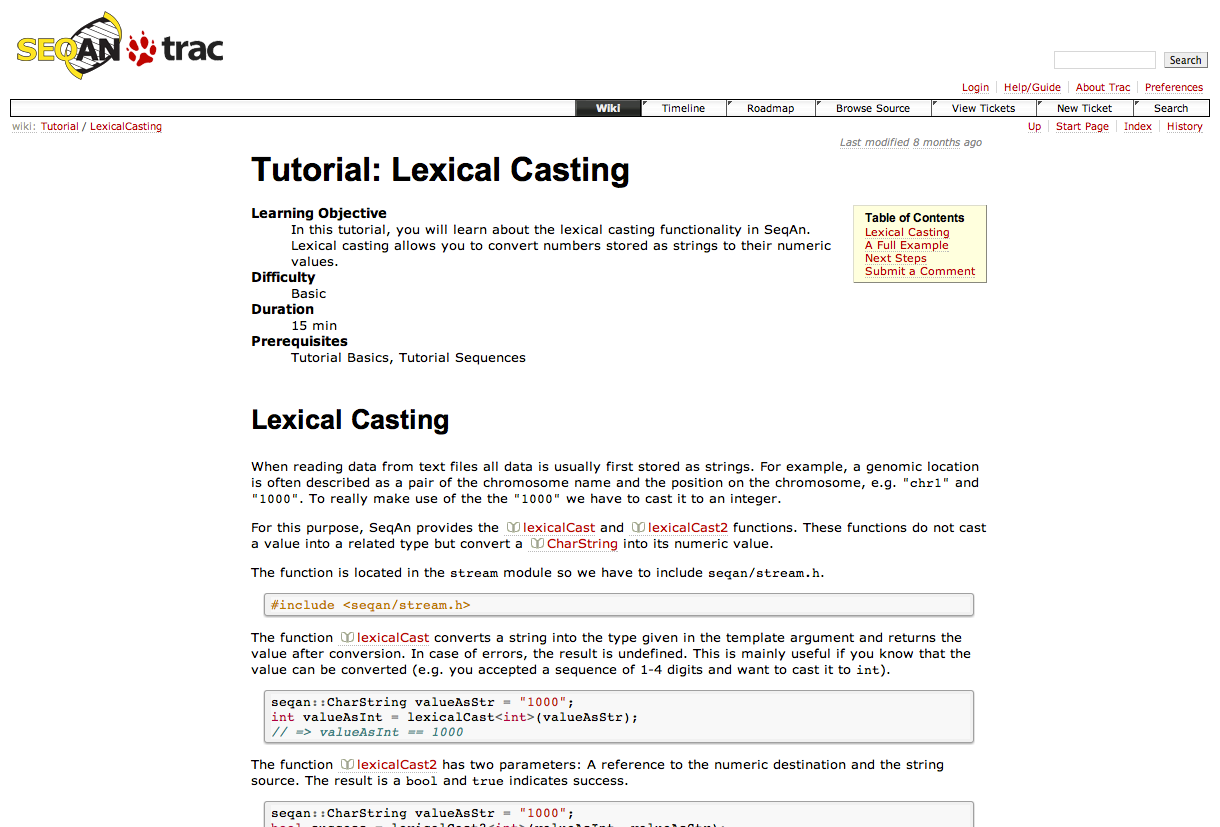 SEQAN trac
Search
Login Help/Guide About Trac Preferences
Wiki Timeline Roadmap Browse Source View Tickets New Ticket Search
wiki: Tutorial / LexicalCasting
Up Start Page Index History
Last modified 8 months ago
Tutorial: Lexical Casting
Learning Objective
In this tutorial, you will learn about the lexical casting functionality in SeqAn.
Lexical casting allows you to convert numbers stored as strings to their numeric
values.
Difficulty
Basic
Duration
15 min
Prerequisites
Tutorial Basics, Tutorial Sequences
Table of Contents
Lexical Casting
A Full Example
Next Steps
Submit a Comment
Lexical Casting
When reading data from text files all data is usually first stored as strings. For example, a genomic location
is often described as a pair of the chromosome name and the position on the chromosome, e.g. "chr1" and
"1000". To really make use of the the "1000" we have to cast it to an integer.
For this purpose, SeqAn provides the lexicalCast and lexicalCast2 functions. These functions do not cast
a value into a related type but convert a CharString into its numeric value.
The function is located in the stream module so we have to include seqan/stream.h.
#include <seqan/stream.h>
The function lexicalCast converts a string into the type given in the template argument and returns the
value after conversion. In case of errors, the result is undefined. This is mainly useful if you know that the
value can be converted (e.g. you accepted a sequence of 1-4 digits and want to cast it to int).
seqan::CharString valueAsStr = "1000";
int valueAsInt = lexicalCast<int>(valueAsStr);
// => valueAsInt == 1000
The function lexicalCast2 has two parameters: A reference to the numeric destination and the string
source. The result is a bool and true indicates success.
seqan::CharString valueAsStr = "1000";
bool success = lexicalCast2<int>(valueAsInt, valueAsStr);